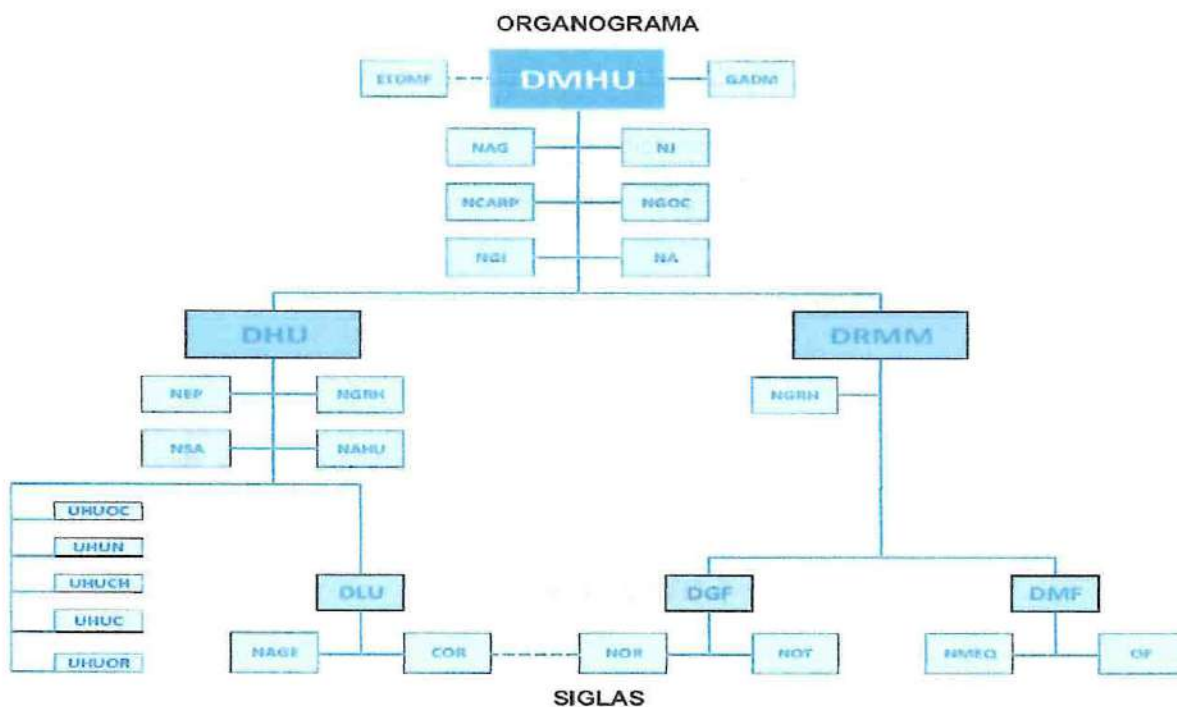 ORGANOGRAMA
DMHU
GADM
NAG
NJ
NCARP
NGOC
NGI
NA
DHU
DRMM
NEP
NGRH
NGRH
NSA
NAHU
UHUOC
UHUN
UHUCH
UHUC
UHUOR
DLU
DGF
DMF
NAGE
COR
NOR
NOT
NMEQ
OF
SIGLAS